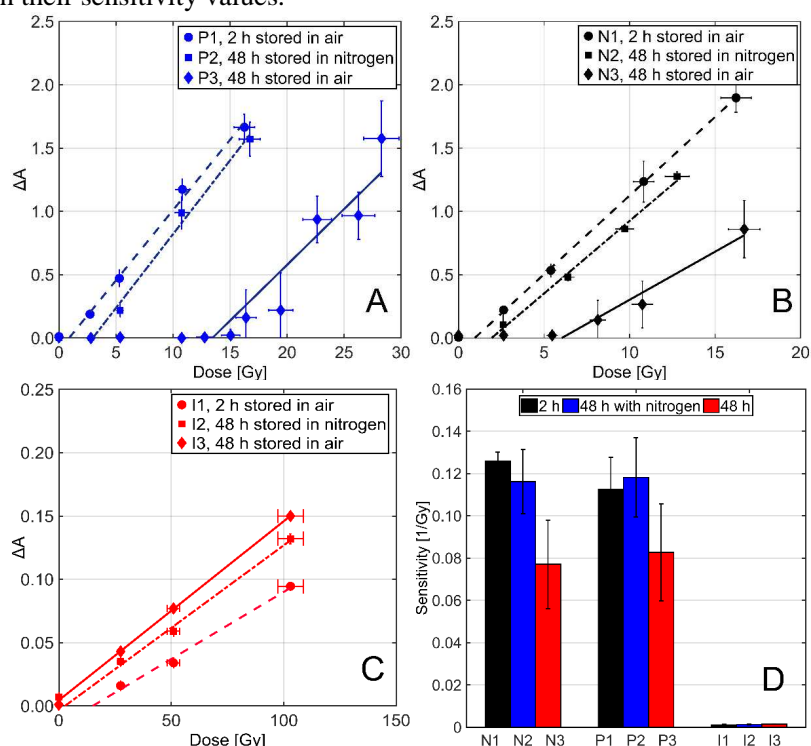 n their sensitivity values.
2.5
2.0
1.5
1.0
0.5
0.0
ΔA
P1, 2 h stored in air
P2, 48 h stored in nitrogen
P3, 48 h stored in air
A
0 5 10 15 20 25 30
Dose [Gy]
2.5
2.0
1.5
1.0
0.5
0.0
ΔA
N1, 2 h stored in air
N2, 48 h stored in nitrogen
N3, 48 h stored in air
B
0 5 10 15 20
Dose [Gy]
0.25
0.20
0.15
0.10
0.05
0.00
ΔA
I1, 2 h stored in air
I2, 48 h stored in nitrogen
I3, 48 h stored in air
C
0 50 100 150
Dose [Gy]
0.16
0.14
0.12
0.10
0.08
0.06
0.04
0.02
0
Sensitivity [1/Gy]
2 h 48 h with nitrogen 48 h
D
N1 N2 N3 P1 P2 P3 I1 I2 I3